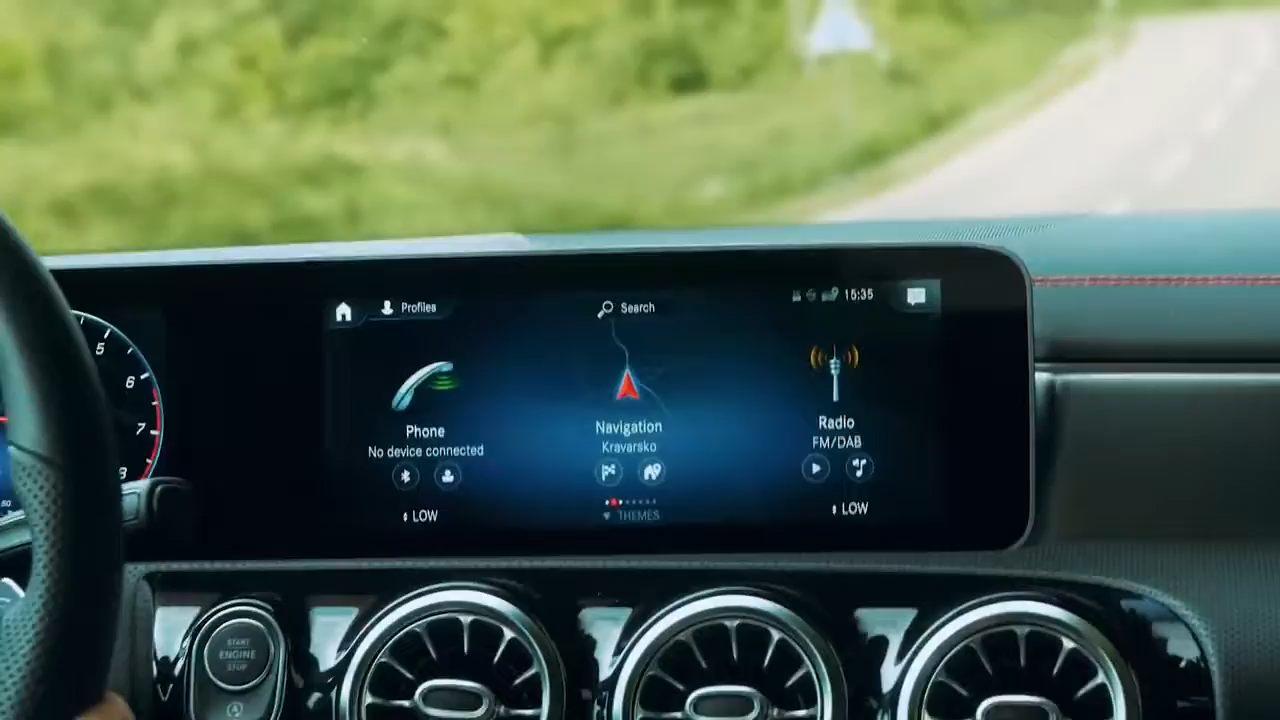 Profiles
Search
15:35
Phone
No device connected
Navigation
Kravarsko
Radio
FM/DAB
LOW
THEMES
LOW
5
6
7
8
50
START
ENGINE
STOP